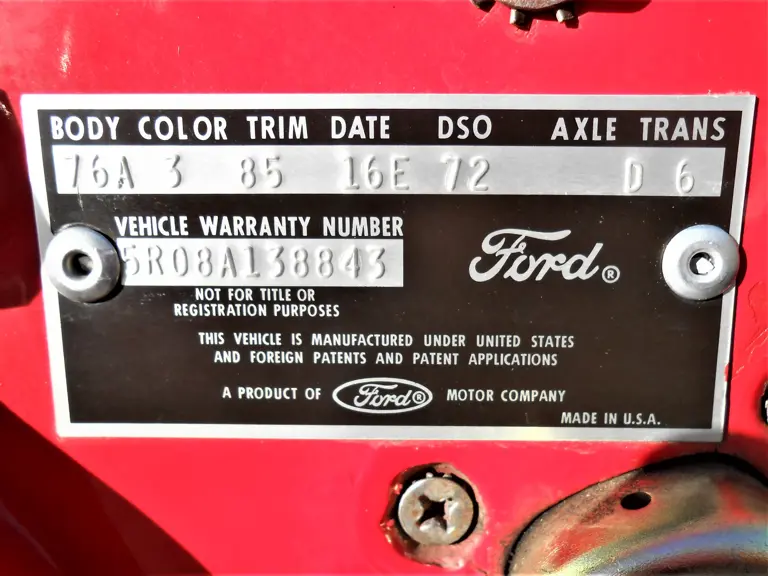 BODY COLOR TRIM DATE DSO AXLE TRANS
76A 3 85 16E 72 D 6
VEHICLE WARRANTY NUMBER
5R08A138843
Ford®
NOT FOR TITLE OR
REGISTRATION PURPOSES
THIS VEHICLE IS MANUFACTURED UNDER UNITED STATES
AND FOREIGN PATENTS AND PATENT APPLICATIONS
A PRODUCT OF Ford® MOTOR COMPANY
MADE IN U.S.A.